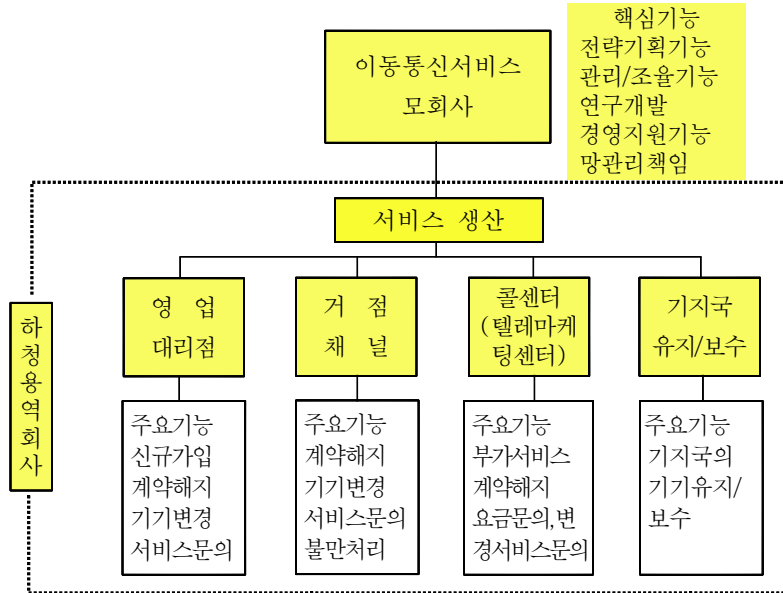 핵심기능
전략기획기능
관리/조율기능
연구개발
경영지원기능
망관리책임
이동통신서비스
모회사
서비스 생산
하청용역회사
영 업
대리점
거 점
채 널
콜센터
(텔레마케
팅센터)
기지국
유지/보수
주요기능
신규가입
계약해지
기기변경
서비스문의
주요기능
계약해지
기기변경
서비스문의
불만처리
주요기능
부가서비스
계약해지
요금문의,변
경서비스문의
주요기능
기지국의
기기유지/
보수